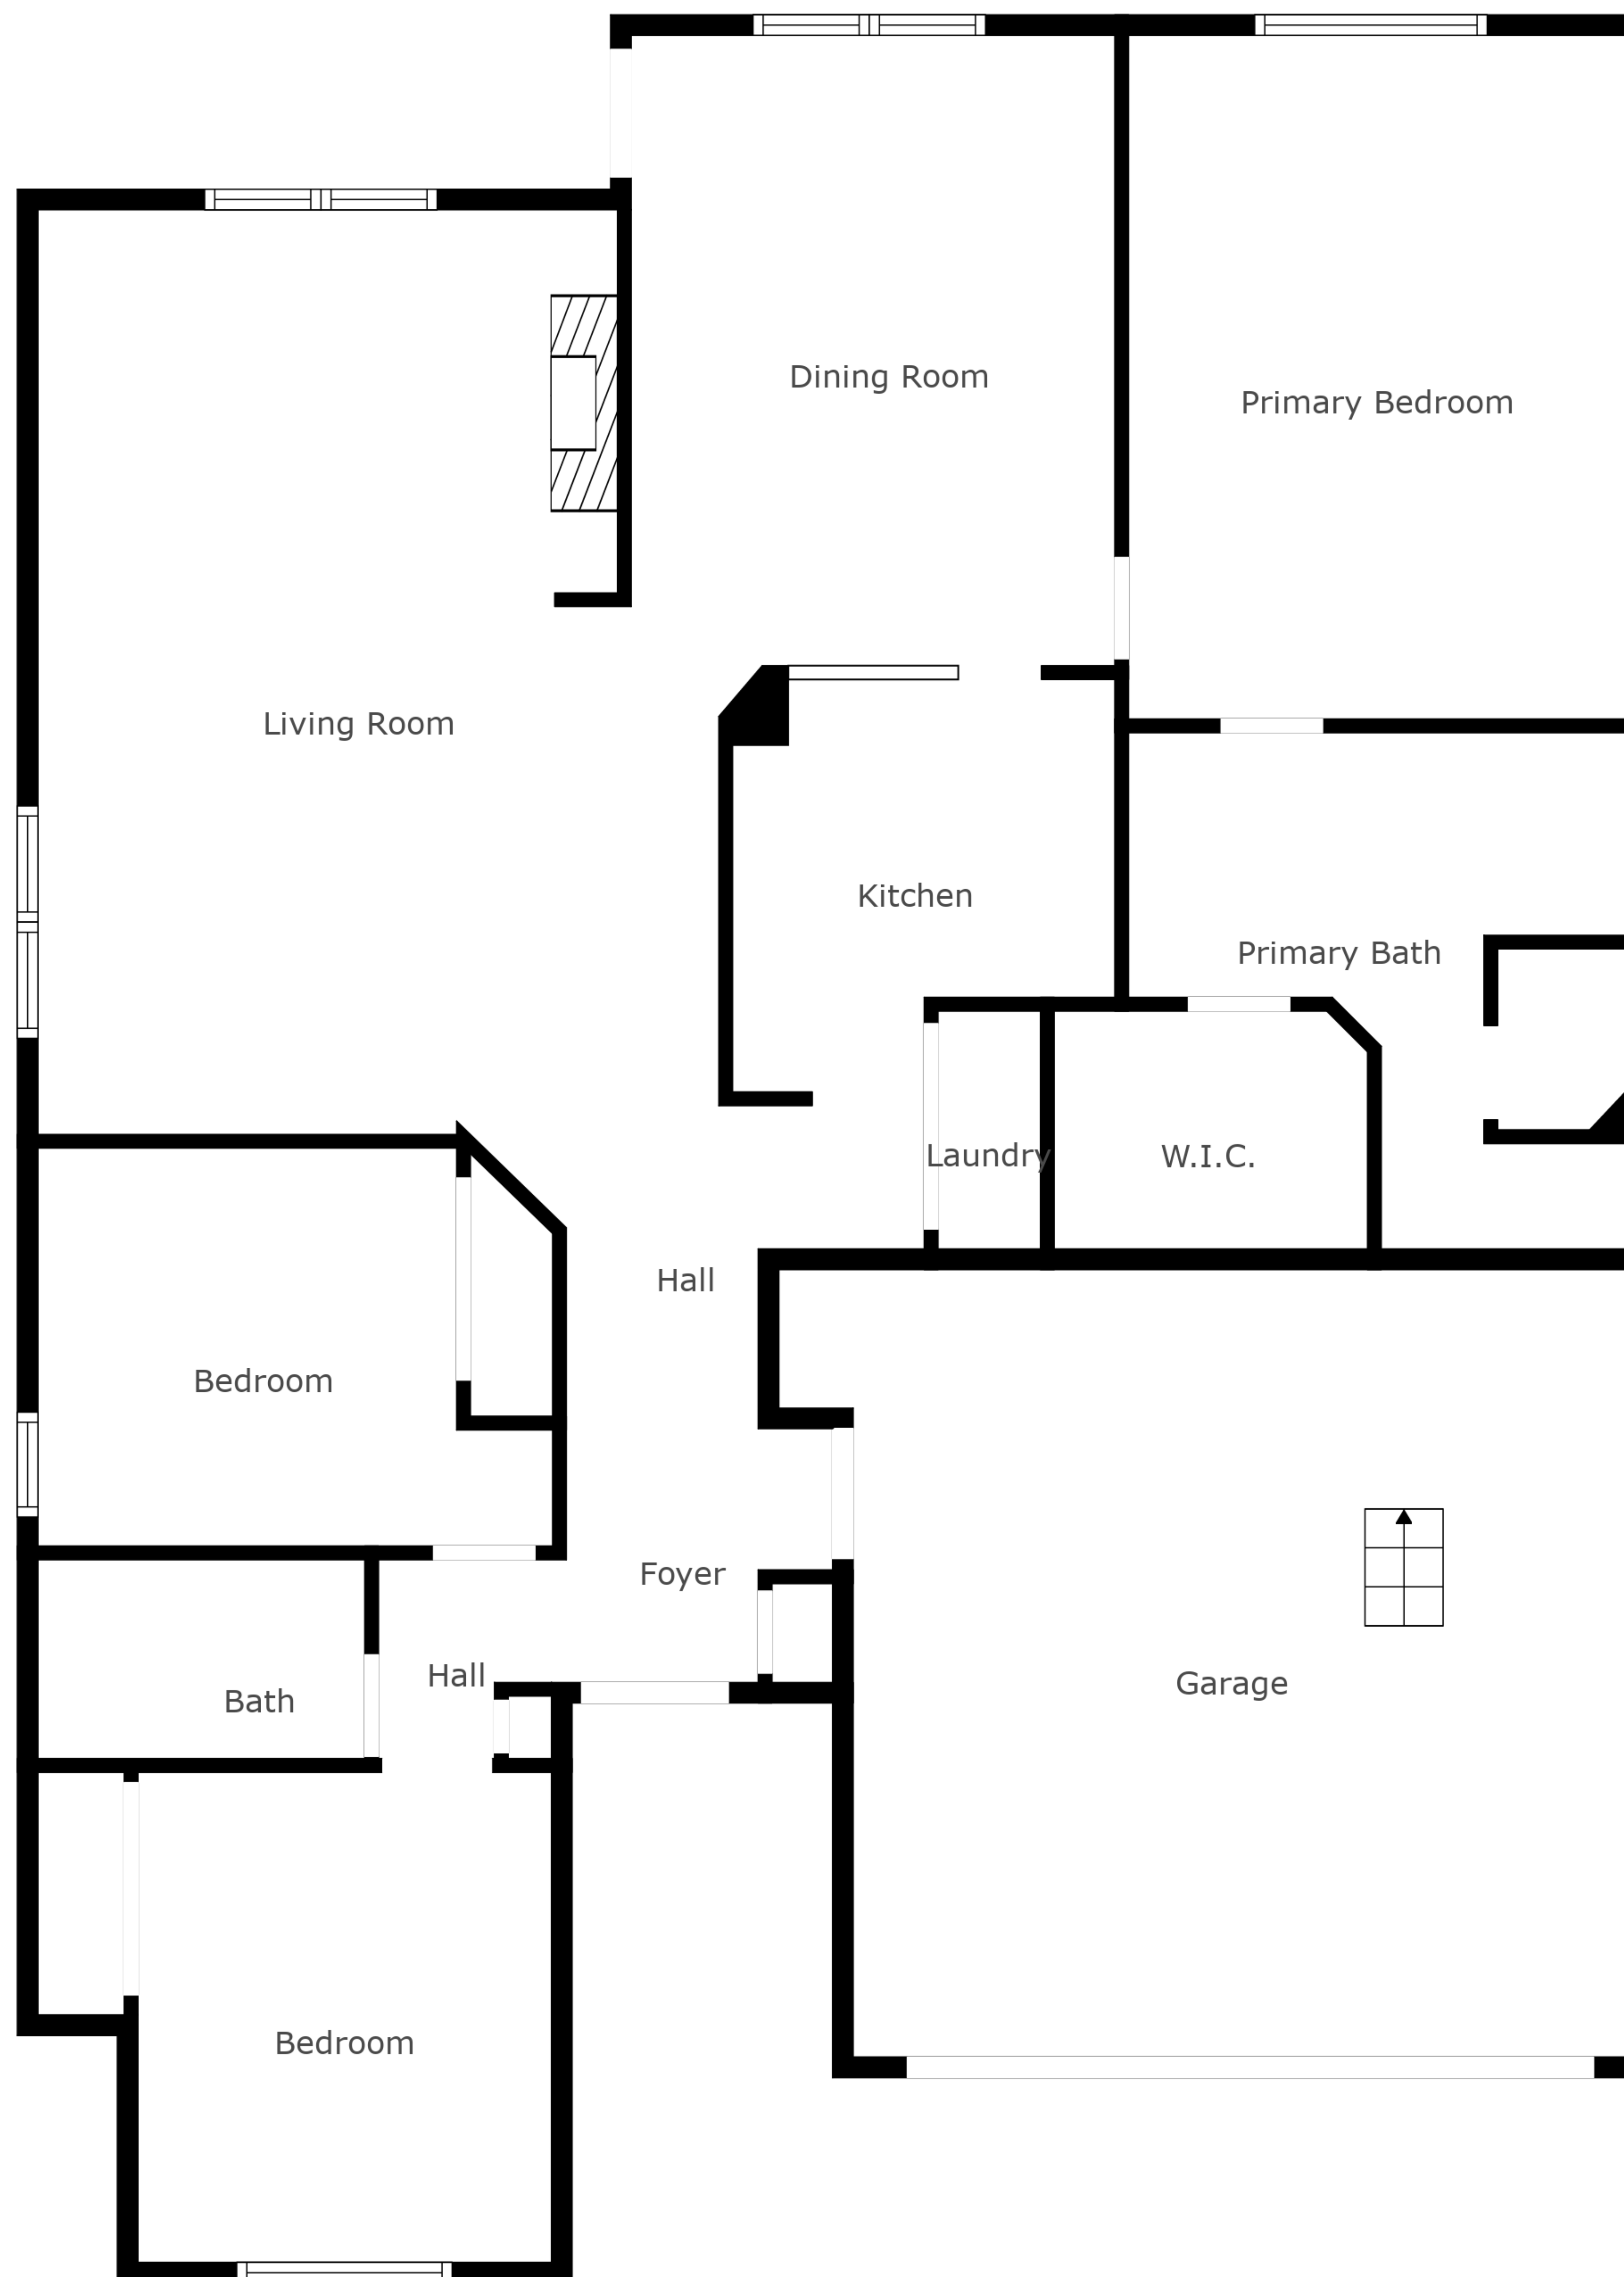 Dining Room
Primary Bedroom
Living Room
Kitchen
Primary Bath
Laundry
W.I.C.
Hall
Bedroom
Foyer
Hall
Garage
Bath
Bedroom